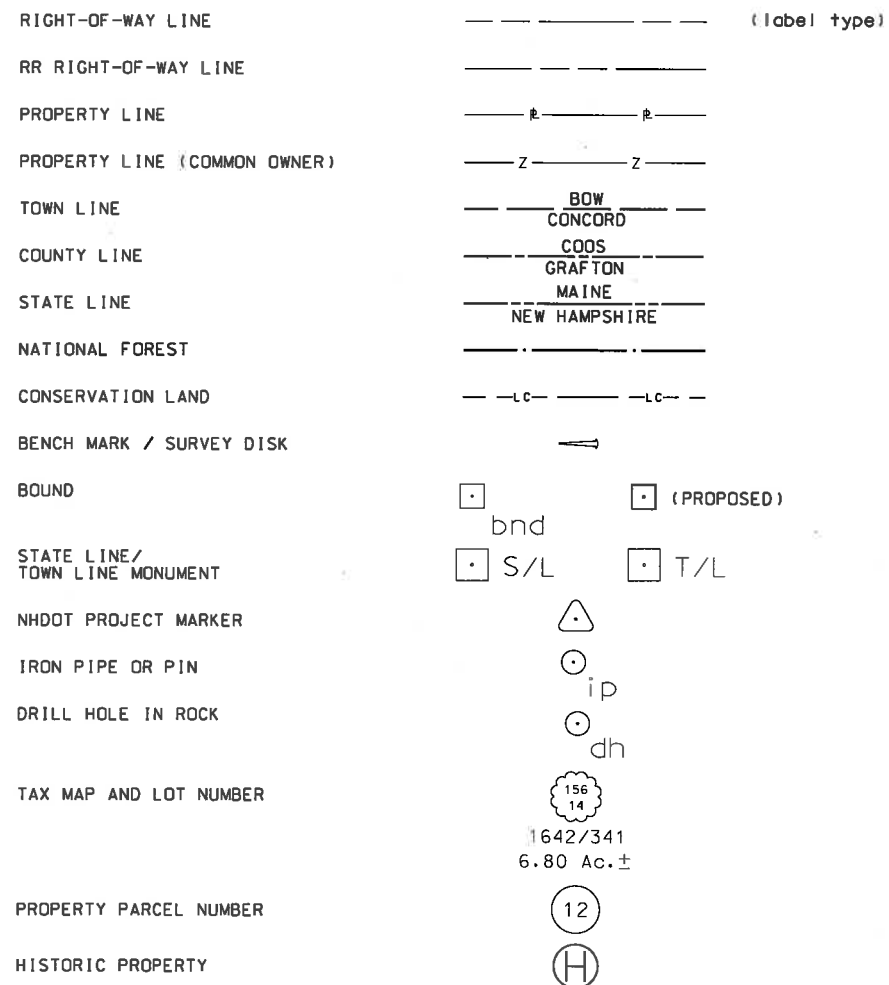 RIGHT-OF-WAY LINE (label type)
RR RIGHT-OF-WAY LINE
PROPERTY LINE ⅊ ⅊
PROPERTY LINE (COMMON OWNER) Z Z
TOWN LINE BOW
CONCORD
COUNTY LINE COOS
GRAFTON
STATE LINE MAINE
NEW HAMPSHIRE
NATIONAL FOREST
CONSERVATION LAND LC LC
BENCH MARK / SURVEY DISK
BOUND (PROPOSED)
bnd
STATE LINE/
TOWN LINE MONUMENT S/L T/L
NHDOT PROJECT MARKER
IRON PIPE OR PIN
ip
DRILL HOLE IN ROCK
dh
TAX MAP AND LOT NUMBER 156
14
1642/341
6.80 Ac.±
PROPERTY PARCEL NUMBER 12
HISTORIC PROPERTY H